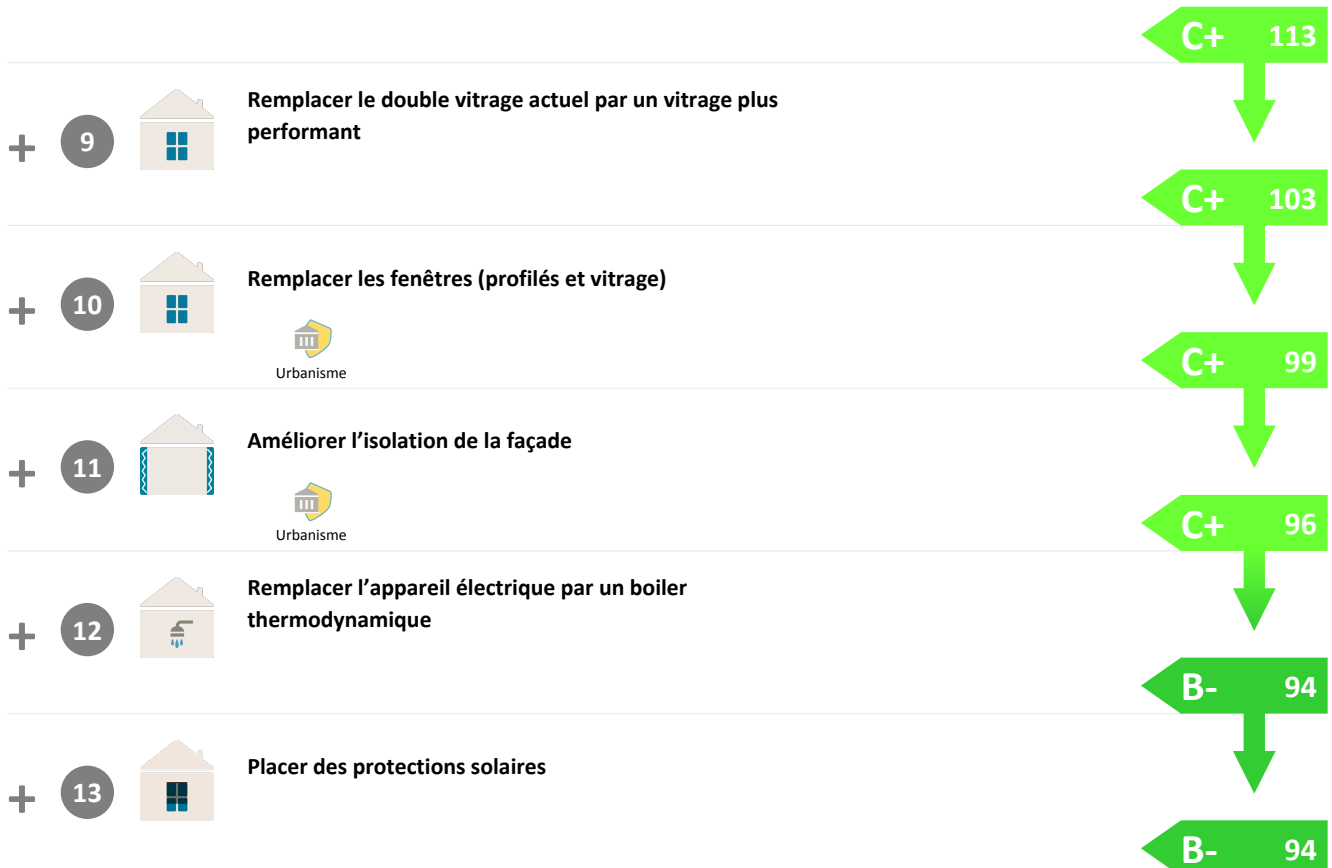 C+ 113
+ 9 Remplacer le double vitrage actuel par un vitrage plus
performant
C+ 103
+ 10 Remplacer les fenêtres (profilés et vitrage)
Urbanisme
C+ 99
+ 11 Améliorer l’isolation de la façade
Urbanisme
C+ 96
+ 12 Remplacer l’appareil électrique par un boiler
thermodynamique
B- 94
+ 13 Placer des protections solaires
B- 94